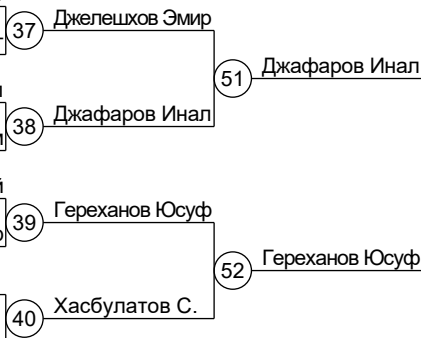 37 Джелешхов Эмир
51 Джафаров Инал
38 Джафаров Инал
39 Гереханов Юсуф
52 Гереханов Юсуф
40 Хасбулатов С.